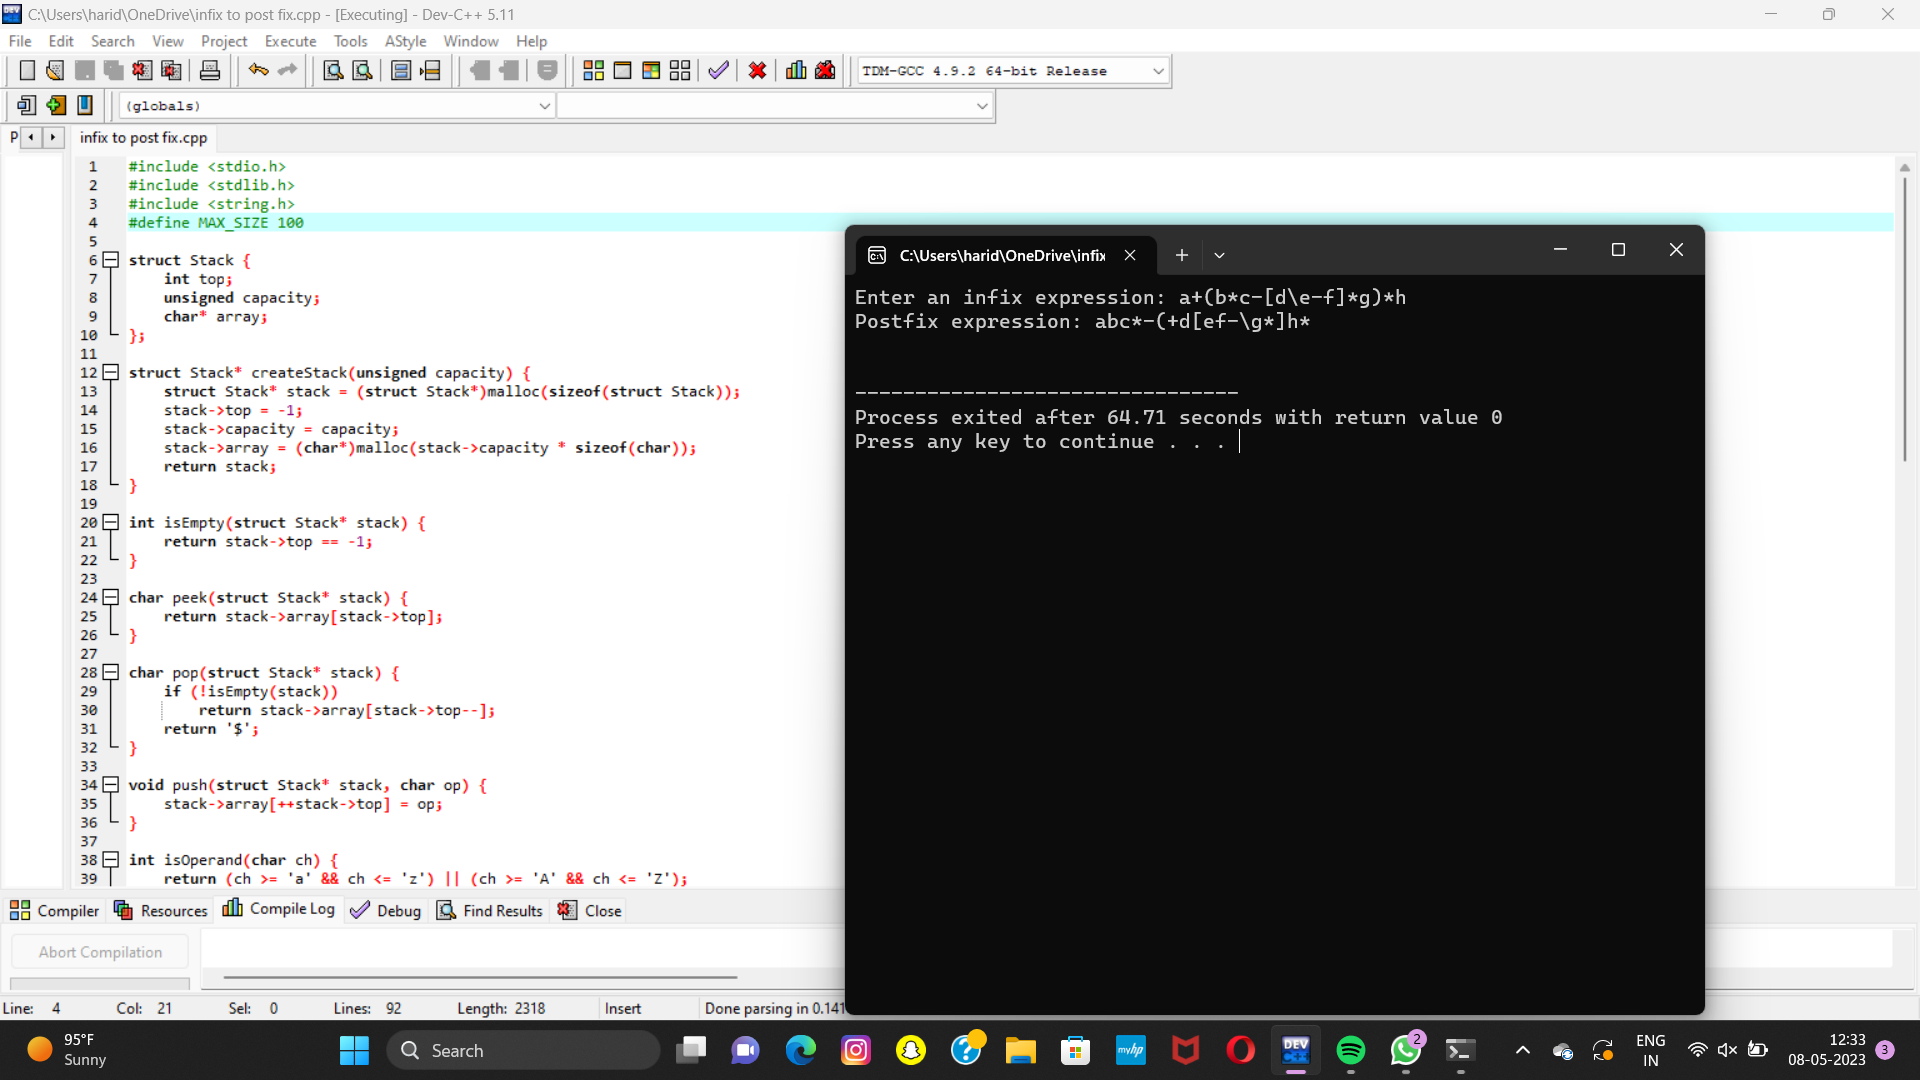 C:\Users\harid\OneDrive\infix to post fix.cpp - [Executing] - Dev-C++ 5.11
File Edit Search View Project Execute Tools AStyle Window Help
TDM-GCC 4.9.2 64-bit Release
(globals)
P infix to post fix.cpp
1 #include <stdio.h>
2 #include <stdlib.h>
3 #include <string.h>
4 #define MAX_SIZE 100
5
6 struct Stack {
7 int top;
8 unsigned capacity;
9 char* array;
10 };
11
12 struct Stack* createStack(unsigned capacity) {
13 struct Stack* stack = (struct Stack*)malloc(sizeof(struct Stack));
14 stack->top = -1;
15 stack->capacity = capacity;
16 stack->array = (char*)malloc(stack->capacity * sizeof(char));
17 return stack;
18 }
19
20 int isEmpty(struct Stack* stack) {
21 return stack->top == -1;
22 }
23
24 char peek(struct Stack* stack) {
25 return stack->array[stack->top];
26 }
27
28 char pop(struct Stack* stack) {
29 if (!isEmpty(stack))
30 return stack->array[stack->top--];
31 return '$';
32 }
33
34 void push(struct Stack* stack, char op) {
35 stack->array[++stack->top] = op;
36 }
37
38 int isOperand(char ch) {
39 return (ch >= 'a' && ch <= 'z') || (ch >= 'A' && ch <= 'Z');
C:\Users\harid\OneDrive\infix
Enter an infix expression: a+(b*c-[d\e-f]*g)*h
Postfix expression: abc*-(+d[ef-\g*]h*
--------------------------------
Process exited after 64.71 seconds with return value 0
Press any key to continue . . .
Compiler Resources Compile Log Debug Find Results Close
Abort Compilation
Line: 4 Col: 21 Sel: 0 Lines: 92 Length: 2318 Insert Done parsing in 0.141
95°F
Sunny
Search
myhp
DEV
C++
2
ENG
IN
12:33
08-05-2023
3